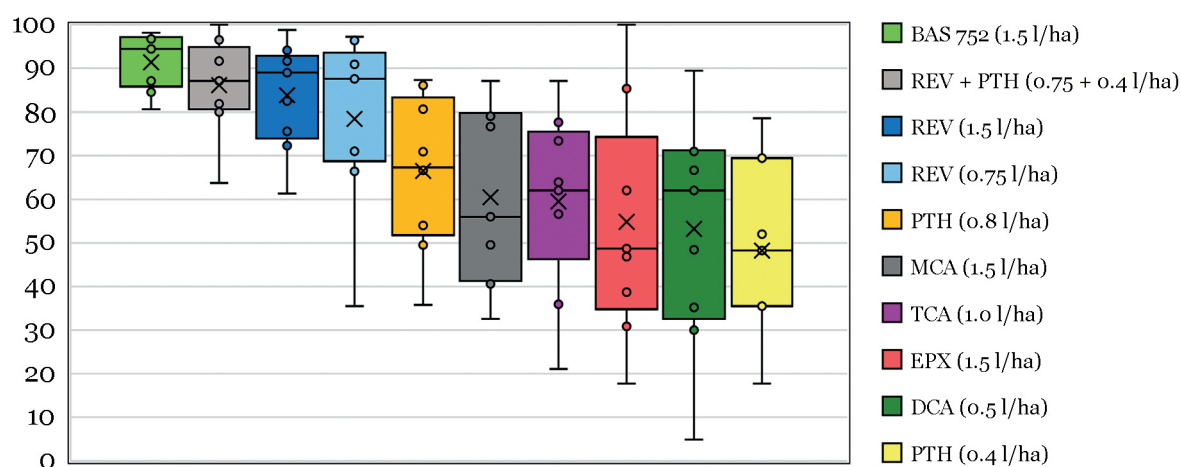 100
90
80
70
60
50
40
30
20
10
0
BAS 752 (1.5 l/ha)
REV + PTH (0.75 + 0.4 l/ha)
REV (1.5 l/ha)
REV (0.75 l/ha)
PTH (0.8 l/ha)
MCA (1.5 l/ha)
TCA (1.0 l/ha)
EPX (1.5 l/ha)
DCA (0.5 l/ha)
PTH (0.4 l/ha)